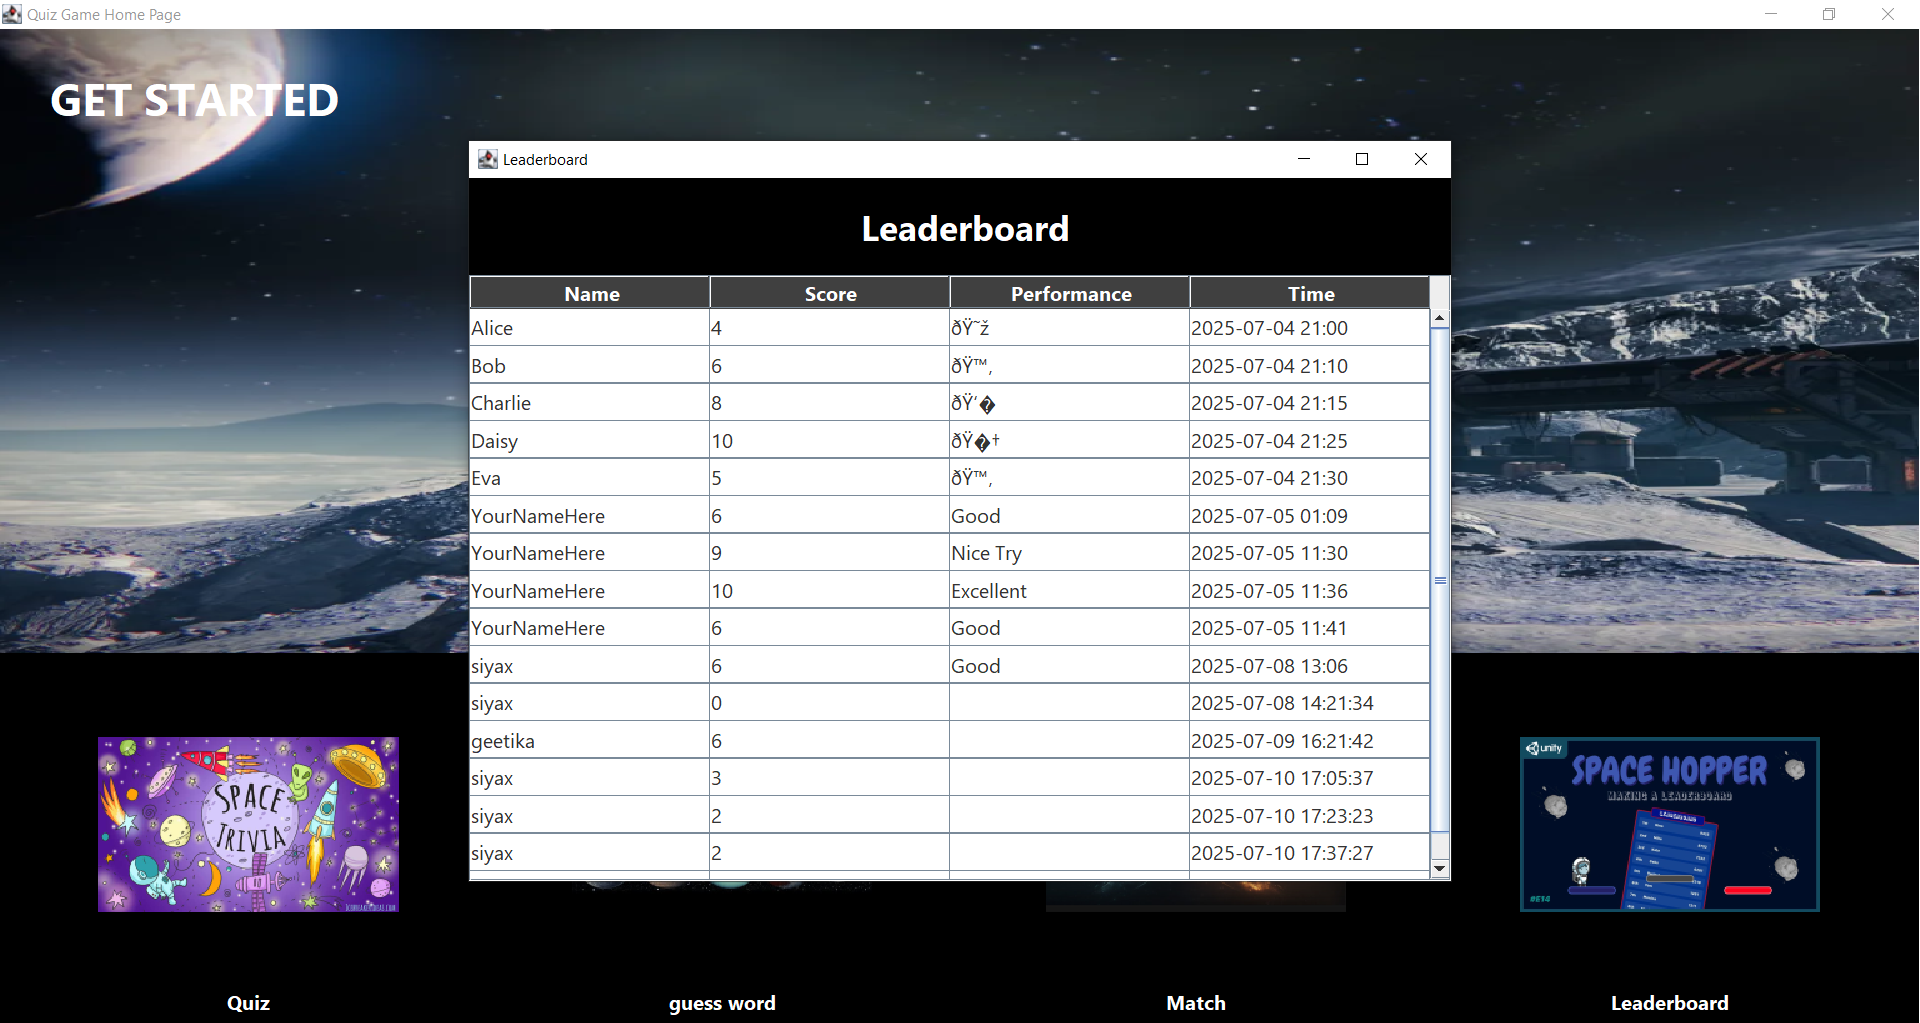 Quiz Game Home Page
GET STARTED
Leaderboard
Leaderboard
Name Score Performance Time
Alice 4 ðŸ˜ž 2025-07-04 21:00
Bob 6 ðŸ™‚ 2025-07-04 21:10
Charlie 8 ðŸ‘� 2025-07-04 21:15
Daisy 10 ðŸ�† 2025-07-04 21:25
Eva 5 ðŸ™‚ 2025-07-04 21:30
YourNameHere 6 Good 2025-07-05 01:09
YourNameHere 9 Nice Try 2025-07-05 11:30
YourNameHere 10 Excellent 2025-07-05 11:36
YourNameHere 6 Good 2025-07-05 11:41
siyax 6 Good 2025-07-08 13:06
siyax 0 2025-07-08 14:21:34
geetika 6 2025-07-09 16:21:42
siyax 3 2025-07-10 17:05:37
siyax 2 2025-07-10 17:23:23
siyax 2 2025-07-10 17:37:27
SPACE
TRIVIA
unity
SPACE HOPPER
MAKING A LEADERBOARD
#E14
Quiz guess word Match Leaderboard